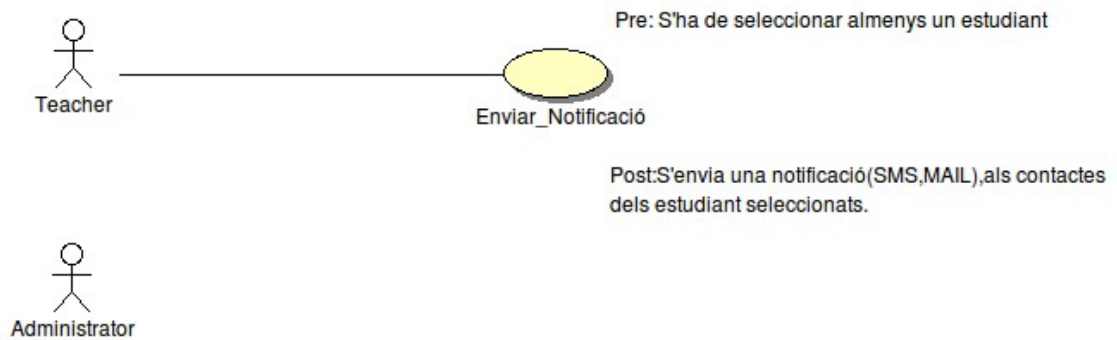 Pre: S'ha de seleccionar almenys un estudiant
Teacher
Enviar_Notificació
Post:S'envia una notificació(SMS,MAIL),als contactes
dels estudiant seleccionats.
Administrator